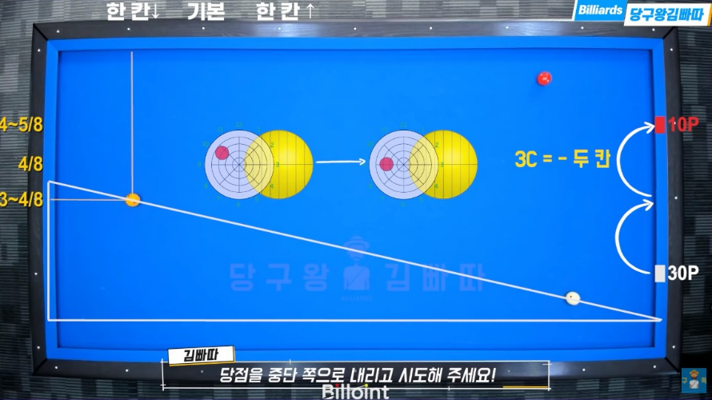 한 칸↓ 기본 한 칸↑
Billiards 당구왕김빠따
4~5/8
4/8
3~4/8
10P
3C = - 두 칸
30P
당구왕 김빠따
김빠따
당점을 중단 쪽으로 내리고 시도해 주세요!
Billoint